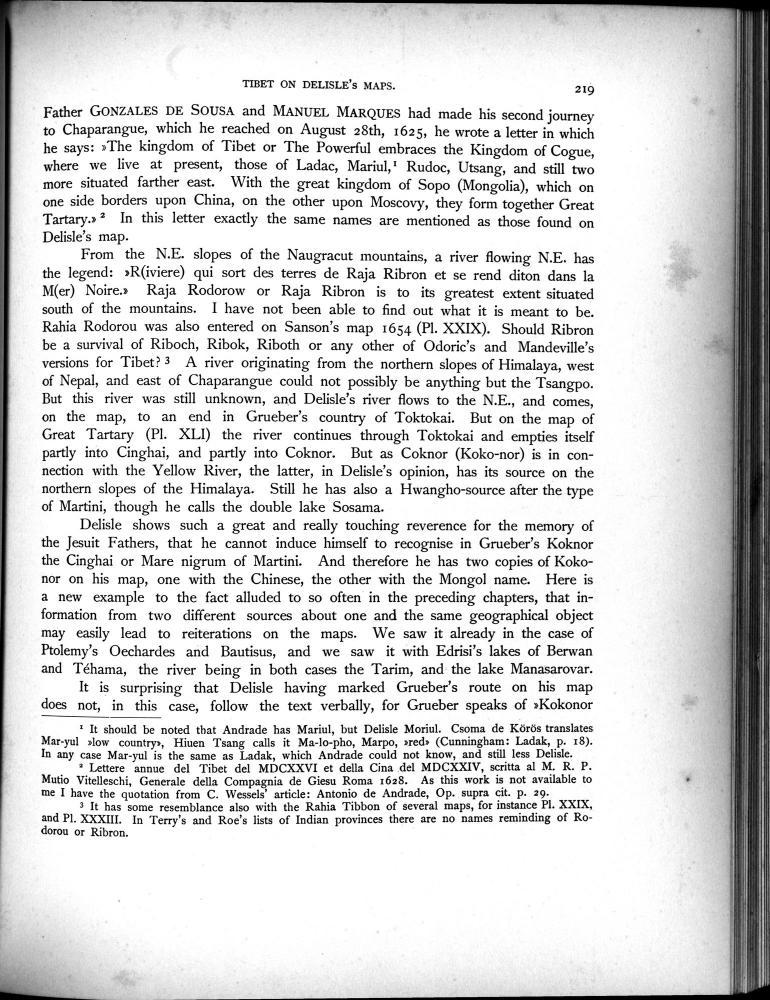 TIBET ON DELISLE'S MAPS.
219
Father GONZALES DE SOUSA and MANUEL MARQUES had made his second journey
to Chaparangue, which he reached on August 28th, 1625, he wrote a letter in which
he says: »The kingdom of Tibet or The Powerful embraces the Kingdom of Cogue,
where we live at present, those of Ladac, Mariul,¹ Rudoc, Utsang, and still two
more situated farther east. With the great kingdom of Sopo (Mongolia), which on
one side borders upon China, on the other upon Moscovy, they form together Great
Tartary.» ² In this letter exactly the same names are mentioned as those found on
Delisle's map.
From the N.E. slopes of the Naugracut mountains, a river flowing N.E. has
the legend: »R(iviere) qui sort des terres de Raja Ribron et se rend diton dans la
M(er) Noire.» Raja Rodorow or Raja Ribron is to its greatest extent situated
south of the mountains. I have not been able to find out what it is meant to be.
Rahia Rodorou was also entered on Sanson's map 1654 (Pl. XXIX). Should Ribron
be a survival of Riboch, Ribok, Riboth or any other of Odoric's and Mandeville's
versions for Tibet? ³ A river originating from the northern slopes of Himalaya, west
of Nepal, and east of Chaparangue could not possibly be anything but the Tsangpo.
But this river was still unknown, and Delisle's river flows to the N.E., and comes,
on the map, to an end in Grueber's country of Toktokai. But on the map of
Great Tartary (Pl. XLI) the river continues through Toktokai and empties itself
partly into Cinghai, and partly into Coknor. But as Coknor (Koko-nor) is in con-
nection with the Yellow River, the latter, in Delisle's opinion, has its source on the
northern slopes of the Himalaya. Still he has also a Hwangho-source after the type
of Martini, though he calls the double lake Sosama.
Delisle shows such a great and really touching reverence for the memory of
the Jesuit Fathers, that he cannot induce himself to recognise in Grueber's Koknor
the Cinghai or Mare nigrum of Martini. And therefore he has two copies of Koko-
nor on his map, one with the Chinese, the other with the Mongol name. Here is
a new example to the fact alluded to so often in the preceding chapters, that in-
formation from two different sources about one and the same geographical object
may easily lead to reiterations on the maps. We saw it already in the case of
Ptolemy's Oechardes and Bautisus, and we saw it with Edrisi's lakes of Berwan
and Téhama, the river being in both cases the Tarim, and the lake Manasarovar.
It is surprising that Delisle having marked Grueber's route on his map
does not, in this case, follow the text verbally, for Grueber speaks of »Kokonor
¹ It should be noted that Andrade has Mariul, but Delisle Moriul. Csoma de Körös translates
Mar-yul »low country», Hiuen Tsang calls it Ma-lo-pho, Marpo, »red» (Cunningham: Ladak, p. 18).
In any case Mar-yul is the same as Ladak, which Andrade could not know, and still less Delisle.
² Lettere annue del Tibet del MDCXXVI et della Cina del MDCXXIV, scritta al M. R. P.
Mutio Vitelleschi, Generale della Compagnia de Giesu Roma 1628. As this work is not available to
me I have the quotation from C. Wessels' article: Antonio de Andrade, Op. supra cit. p. 29.
³ It has some resemblance also with the Rahia Tibbon of several maps, for instance Pl. XXIX,
and Pl. XXXIII. In Terry's and Roe's lists of Indian provinces there are no names reminding of Ro-
dorou or Ribron.